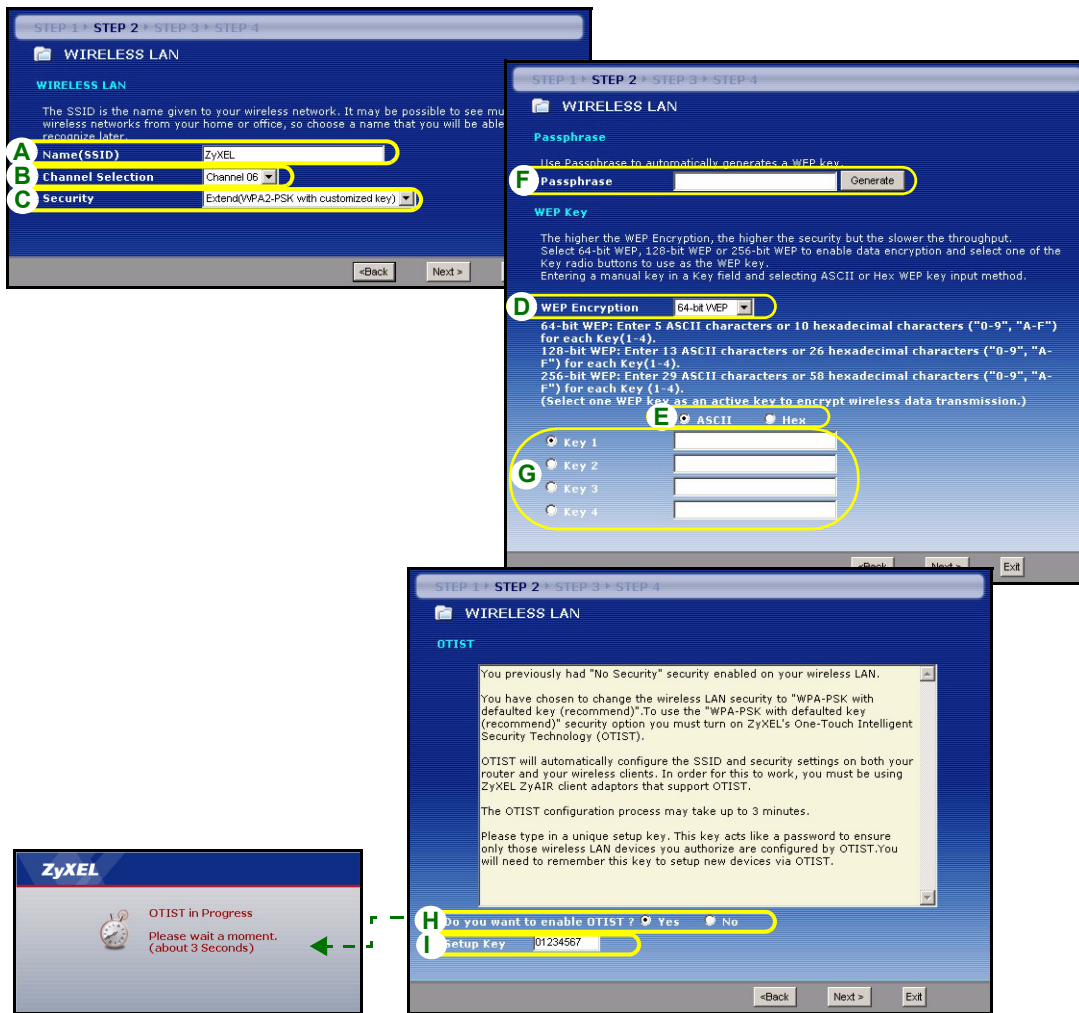 STEP 1 STEP 2 STEP 3 STEP 4
WIRELESS LAN
WIRELESS LAN
The SSID is the name given to your wireless network. It may be possible to see mu
wireless networks from your home or office, so choose a name that you will be able
recognize later.
A Name(SSID) ZyXEL
B Channel Selection Channel 06
C Security Extend(WPA2-PSK with customized key)
<Back Next >
STEP 1 STEP 2 STEP 3 STEP 4
WIRELESS LAN
Passphrase
Use Passphrase to automatically generates a WEP key.
F Passphrase Generate
WEP Key
The higher the WEP Encryption, the higher the security but the slower the throughput.
Select 64-bit WEP, 128-bit WEP or 256-bit WEP to enable data encryption and select one of the
Key radio buttons to use as the WEP key.
Entering a manual key in a Key field and selecting ASCII or Hex WEP key input method.
D WEP Encryption 64-bit WEP
64-bit WEP: Enter 5 ASCII characters or 10 hexadecimal characters ("0-9", "A-F")
for each Key(1-4).
128-bit WEP: Enter 13 ASCII characters or 26 hexadecimal characters ("0-9", "A-
F") for each Key(1-4).
256-bit WEP: Enter 29 ASCII characters or 58 hexadecimal characters ("0-9", "A-
F") for each Key (1-4).
(Select one WEP key as an active key to encrypt wireless data transmission.)
E ASCII Hex
Key 1
Key 2
G
Key 3
Key 4
<Back Next > Exit
STEP 1 STEP 2 STEP 3 STEP 4
WIRELESS LAN
OTIST
You previously had "No Security" security enabled on your wireless LAN.
You have chosen to change the wireless LAN security to "WPA-PSK with
defaulted key (recommend)".To use the "WPA-PSK with defaulted key
(recommend)" security option you must turn on ZyXEL's One-Touch Intelligent
Security Technology (OTIST).
OTIST will automatically configure the SSID and security settings on both your
router and your wireless clients. In order for this to work, you must be using
ZyXEL ZyAIR client adaptors that support OTIST.
The OTIST configuration process may take up to 3 minutes.
Please type in a unique setup key. This key acts like a password to ensure
only those wireless LAN devices you authorize are configured by OTIST.You
will need to remember this key to setup new devices via OTIST.
H Do you want to enable OTIST ? Yes No
I Setup Key 01234567
<Back Next > Exit
ZyXEL
OTIST in Progress
Please wait a moment.
(about 3 Seconds)